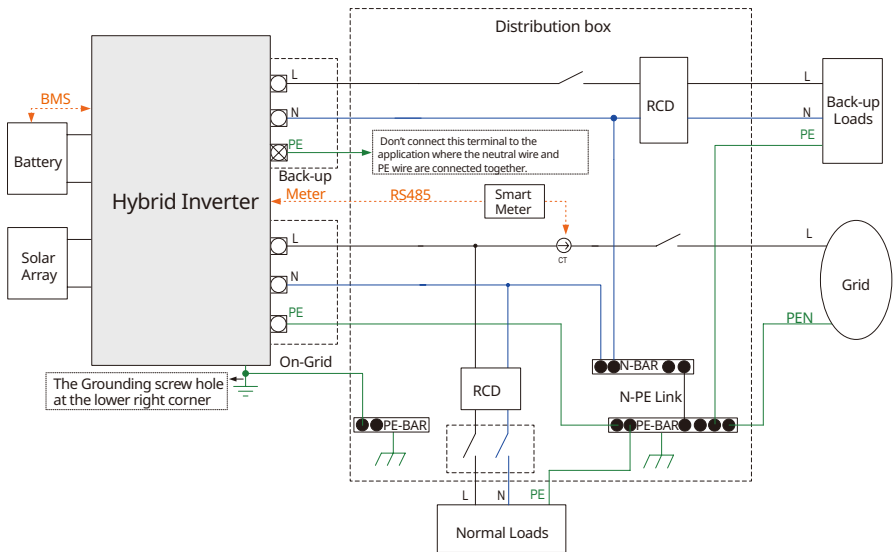 Distribution box
L
L
BMS
RCD
Back-up
Loads
N
N
PE
PE
Don't connect this terminal to the
application where the neutral wire and
PE wire are connected together.
Battery
Back-up
Hybrid Inverter
Meter
RS485
Smart
Meter
L
L
CT
Solar
Array
N
Grid
PE
PEN
On-Grid
N-BAR
The Grounding screw hole
at the lower right corner
RCD
N-PE Link
PE-BAR
PE-BAR
L
N
PE
Normal Loads